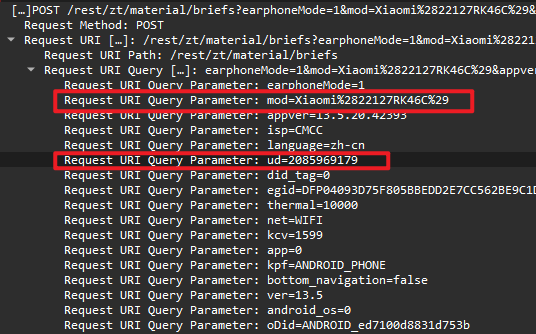 […]POST /rest/zt/material/briefs?earphoneMode=1&mod=Xiaomi%2822127RK46C%29
Request Method: POST
Request URI […]: /rest/zt/material/briefs?earphoneMode=1&mod=Xiaomi%2822127
Request URI Path: /rest/zt/material/briefs
Request URI Query […]: earphoneMode=1&mod=Xiaomi%2822127RK46C%29&appver
Request URI Query Parameter: earphoneMode=1
Request URI Query Parameter: mod=Xiaomi%2822127RK46C%29
Request URI Query Parameter: appver=13.5.20.42393
Request URI Query Parameter: isp=CMCC
Request URI Query Parameter: language=zh-cn
Request URI Query Parameter: ud=2085969179
Request URI Query Parameter: did_tag=0
Request URI Query Parameter: egid=DFP04093D75F805BBEDD2E7CC562BE9C1D
Request URI Query Parameter: thermal=10000
Request URI Query Parameter: net=WIFI
Request URI Query Parameter: kcv=1599
Request URI Query Parameter: app=0
Request URI Query Parameter: kpf=ANDROID_PHONE
Request URI Query Parameter: bottom_navigation=false
Request URI Query Parameter: ver=13.5
Request URI Query Parameter: android_os=0
Request URI Query Parameter: oDid=ANDROID_ed7100d8831d753b